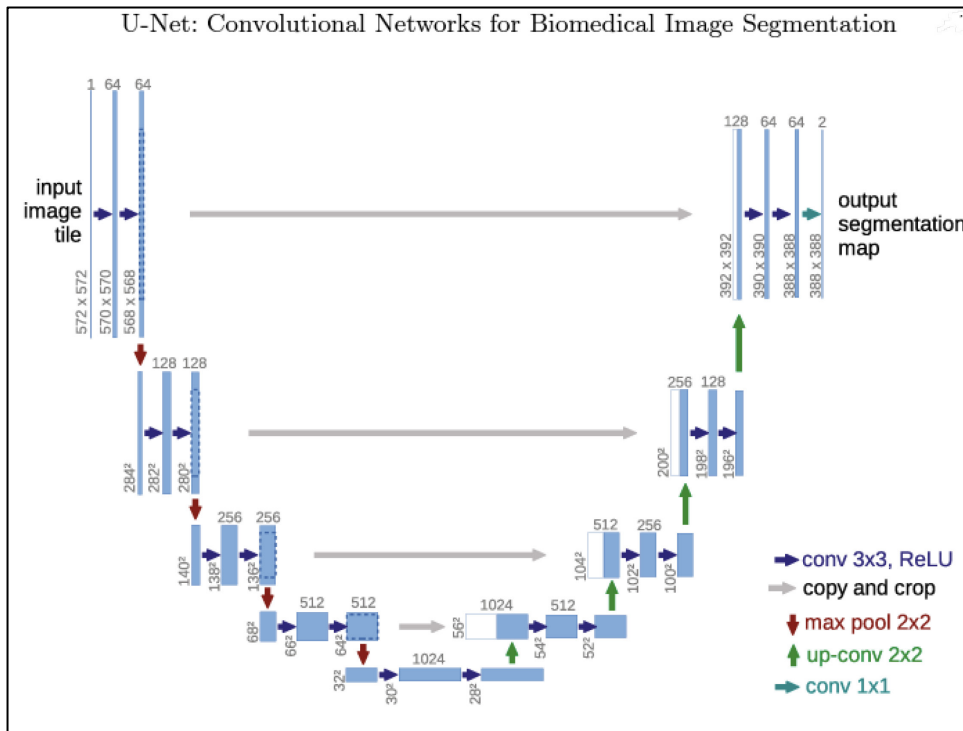 U-Net: Convolutional Networks for Biomedical Image Segmentation
1 64 64
128 64 64 2
input
image
tile
output
segmentation
map
572 x 572
570 x 570
568 x 568
392 x 392
390 x 390
388 x 388
388 x 388
128 128
256 128
284²
282²
280²
200²
198²
196²
256 256
512 256
140²
138²
136²
104²
102²
100²
512 512
1024 512
68²
66²
64²
56²
54²
52²
1024
32²
30²
28²
conv 3x3, ReLU
copy and crop
max pool 2x2
up-conv 2x2
conv 1x1